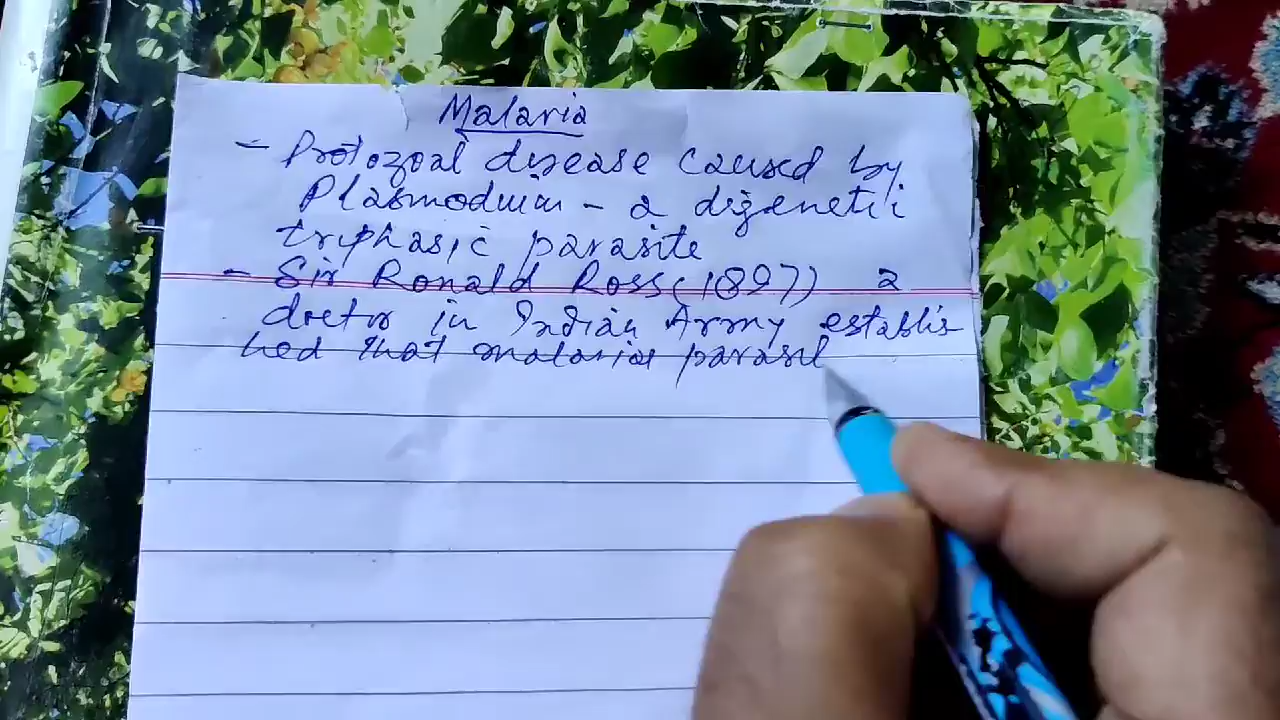 Malaria
- Protozoal disease caused by
Plasmodium - a digenetic
triphasic parasite
- Sir Ronald Ross (1897) a
doctor in Indian Army establis
hed that malarial parasit